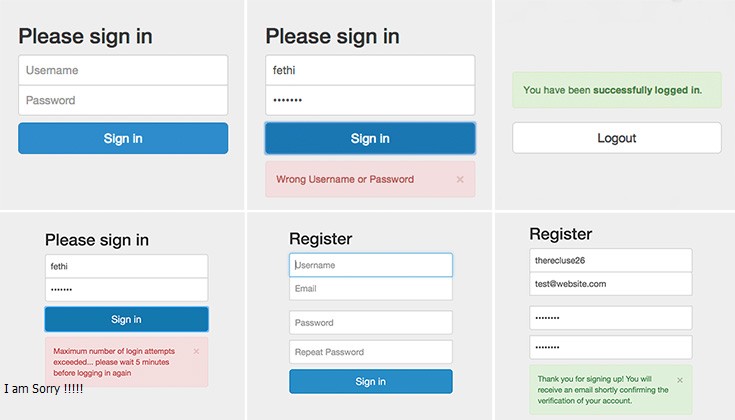 Please sign in
Username
Password
Sign in
Please sign in
fethi
•••••••
Sign in
Wrong Username or Password ×
You have been successfully logged in.
Logout
Please sign in
fethi
•••••••
Sign in
Maximum number of login attempts ×
exceeded... please wait 5 minutes
before logging in again
I am Sorry !!!!!
Register
Username
Email
Password
Repeat Password
Sign in
Register
therecluse26
test@website.com
••••••••
••••••••
Thank you for signing up! You will ×
receive an email shortly confirming the
verification of your account.